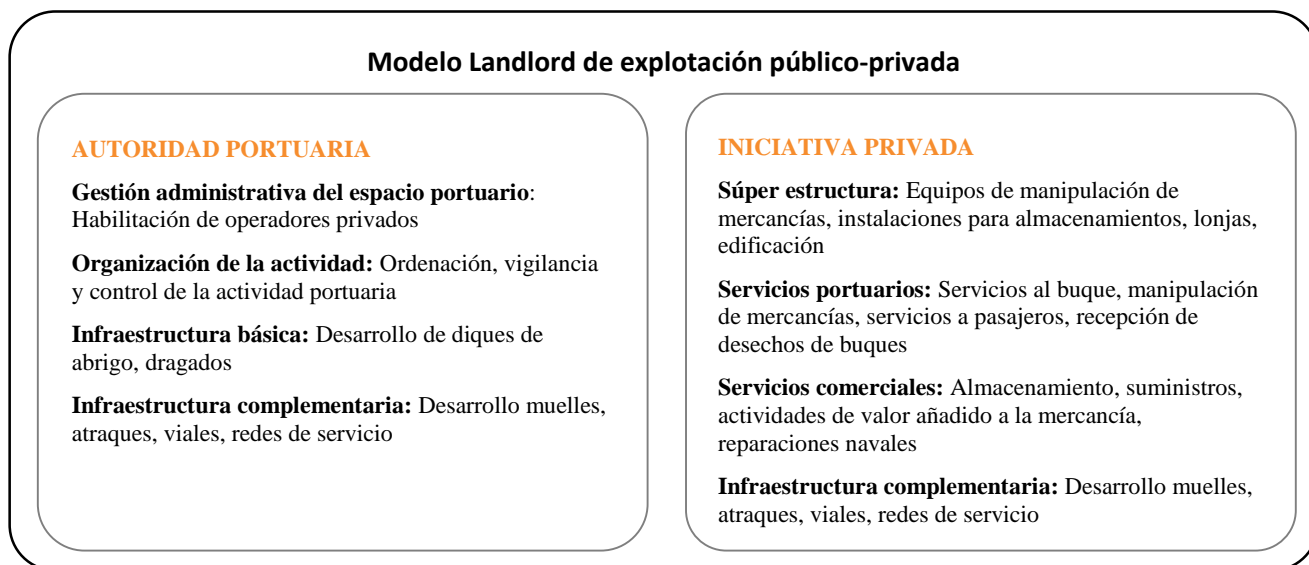 Modelo Landlord de explotación público-privada
AUTORIDAD PORTUARIA
Gestión administrativa del espacio portuario:
Habilitación de operadores privados
Organización de la actividad: Ordenación, vigilancia
y control de la actividad portuaria
Infraestructura básica: Desarrollo de diques de
abrigo, dragados
Infraestructura complementaria: Desarrollo muelles,
atraques, viales, redes de servicio
INICIATIVA PRIVADA
Súper estructura: Equipos de manipulación de
mercancías, instalaciones para almacenamientos, lonjas,
edificación
Servicios portuarios: Servicios al buque, manipulación
de mercancías, servicios a pasajeros, recepción de
desechos de buques
Servicios comerciales: Almacenamiento, suministros,
actividades de valor añadido a la mercancía,
reparaciones navales
Infraestructura complementaria: Desarrollo muelles,
atraques, viales, redes de servicio